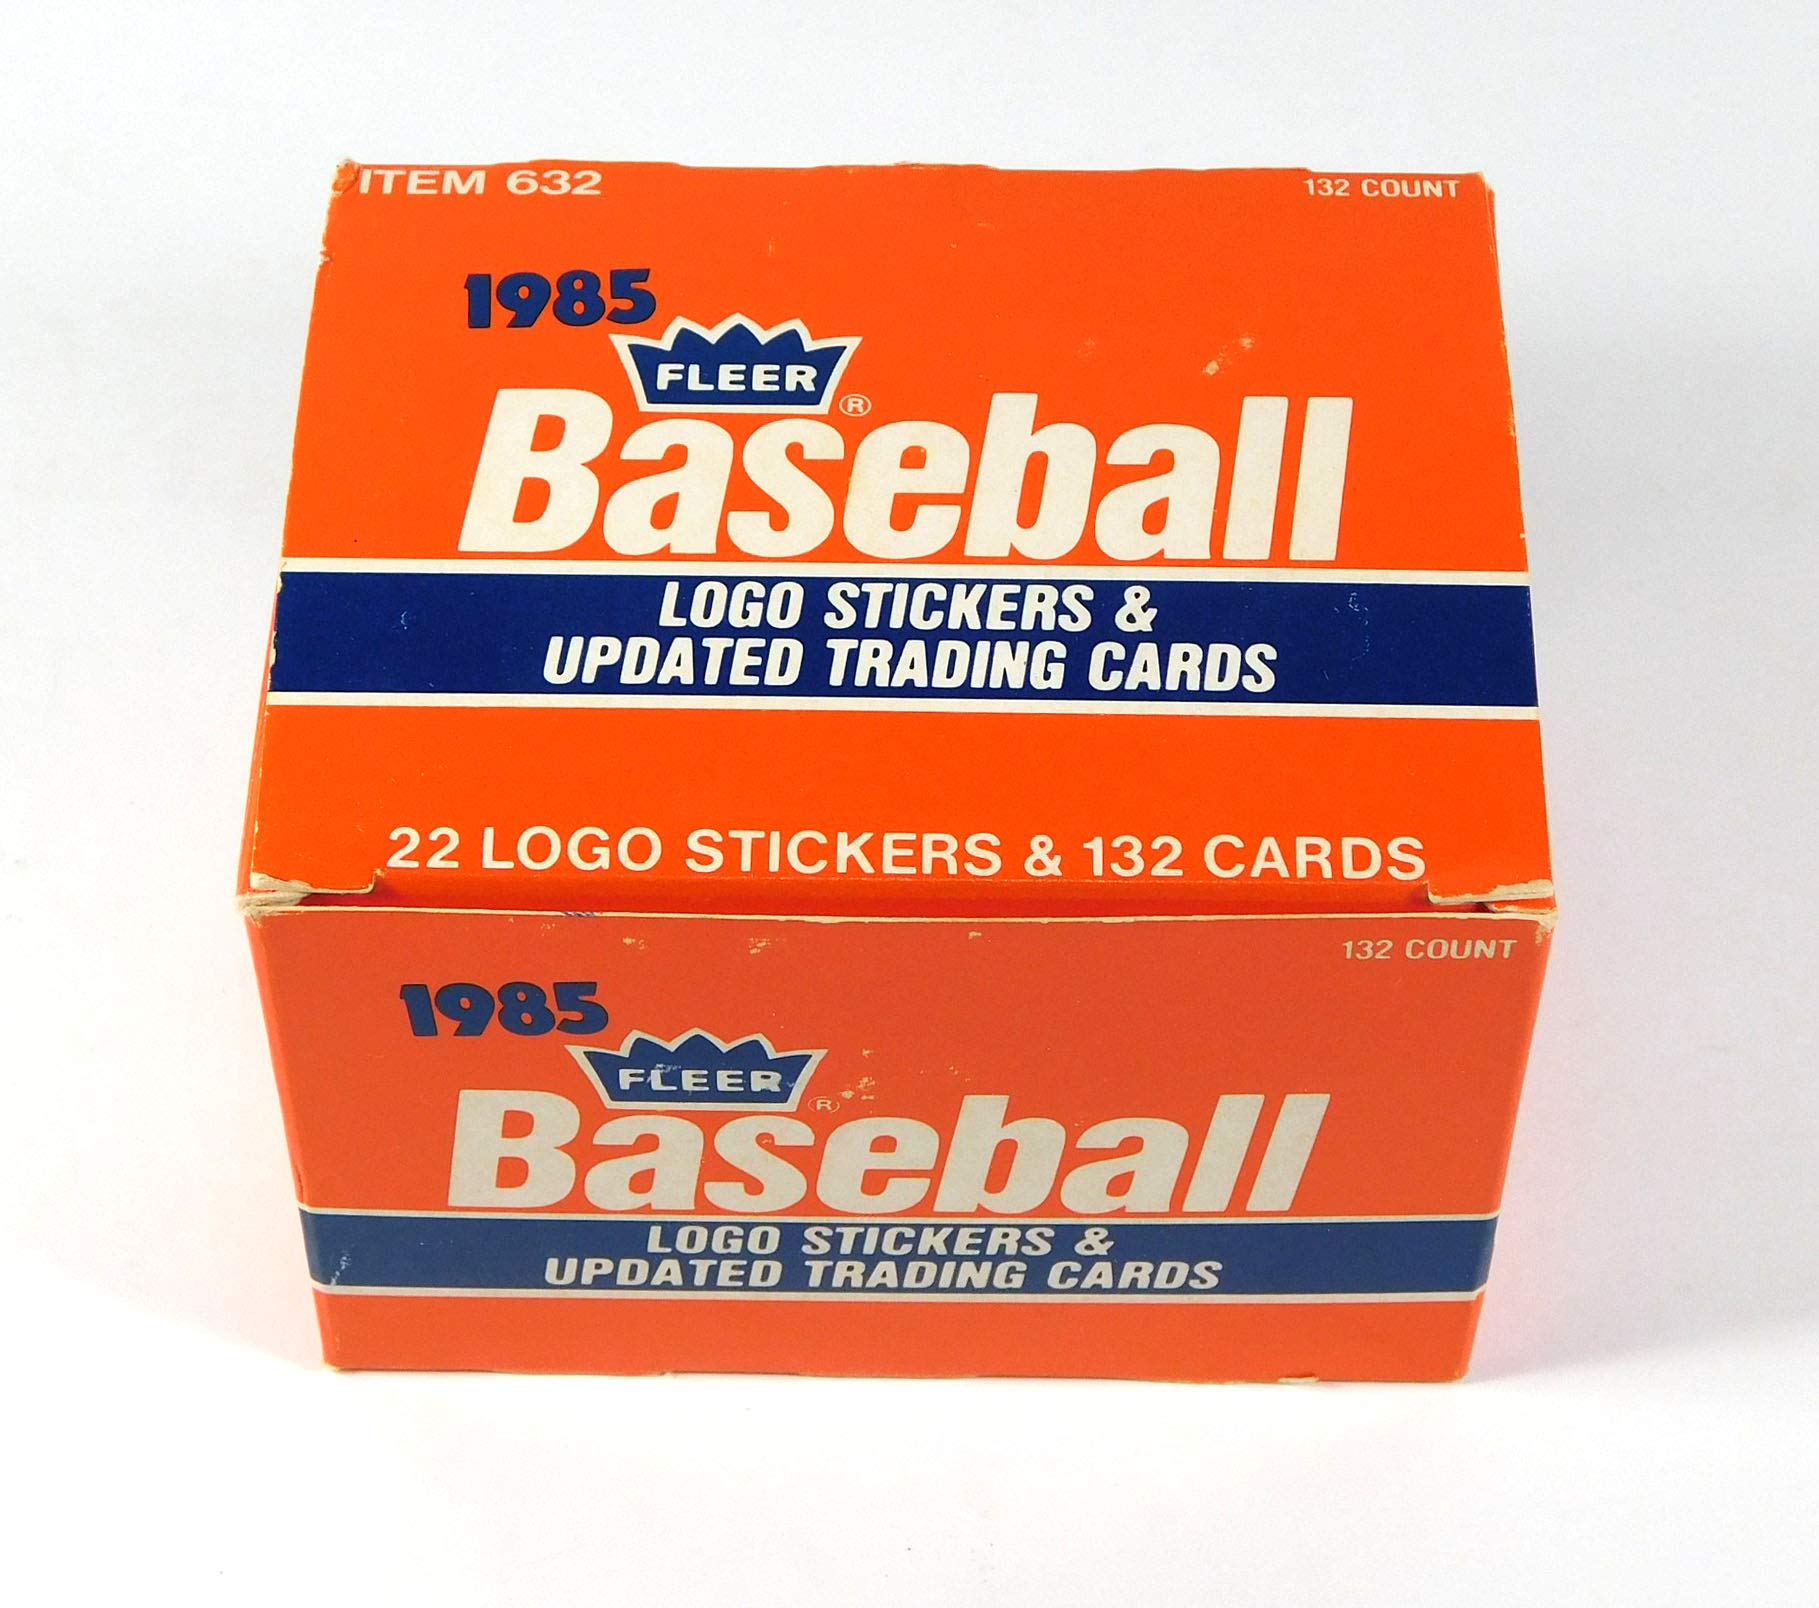 ITEM 632
132 COUNT
1985
FLEER®
Baseball
LOGO STICKERS &
UPDATED TRADING CARDS
22 LOGO STICKERS & 132 CARDS
132 COUNT
1985
FLEER®
Baseball
LOGO STICKERS &
UPDATED TRADING CARDS